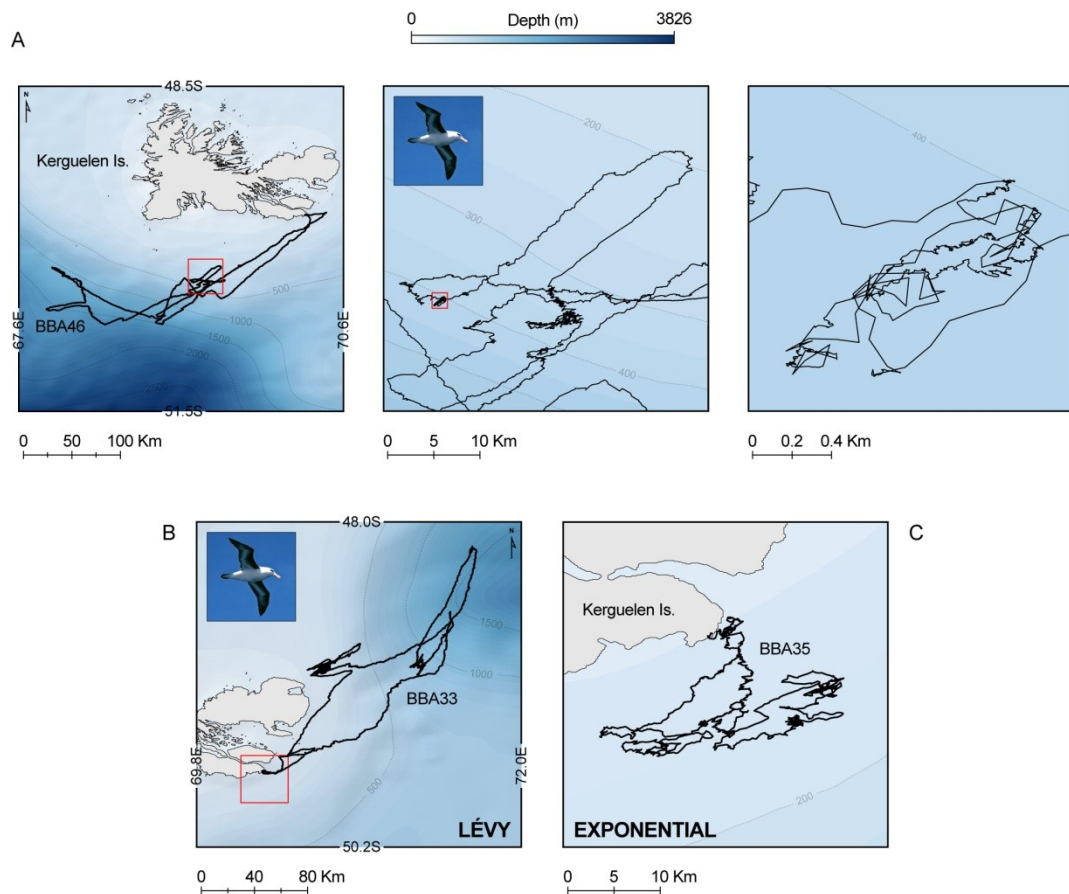 Depth (m)
0 3826
A
48.5S
N
Kerguelen Is.
500
1000
1500
2000
BBA46
67.6E
70.6E
51.5S
0 50 100 Km
200
300
400
0 5 10 Km
400
0 0.2 0.4 Km
B
48.0S
N
1500
1000
BBA33
500
69.8E
72.0E
LÉVY
50.2S
0 40 60 80 Km
C
Kerguelen Is.
BBA35
200
EXPONENTIAL
0 5 10 Km